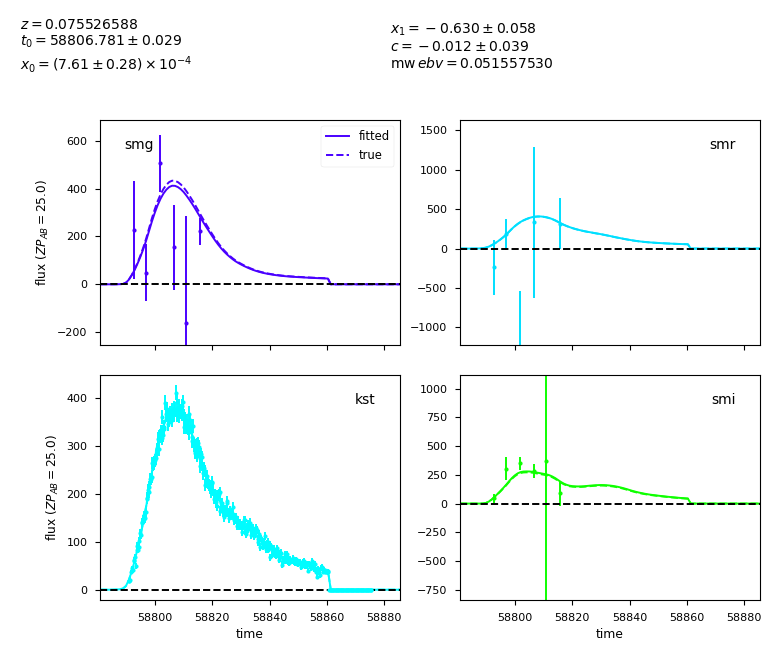 z = 0.075526588
t₀ = 58806.781 ± 0.029
x₀ = (7.61 ± 0.28) × 10⁻⁴
x₁ = −0.630 ± 0.058
c = −0.012 ± 0.039
mw ebv = 0.051557530
smg
fitted
true
600
400
200
0
−200
flux (ZP_AB = 25.0)
smr
1500
1000
500
0
−500
−1000
kst
400
300
200
100
0
flux (ZP_AB = 25.0)
58800
58820
58840
58860
58880
time
smi
1000
750
500
250
0
−250
−500
−750
58800
58820
58840
58860
58880
time